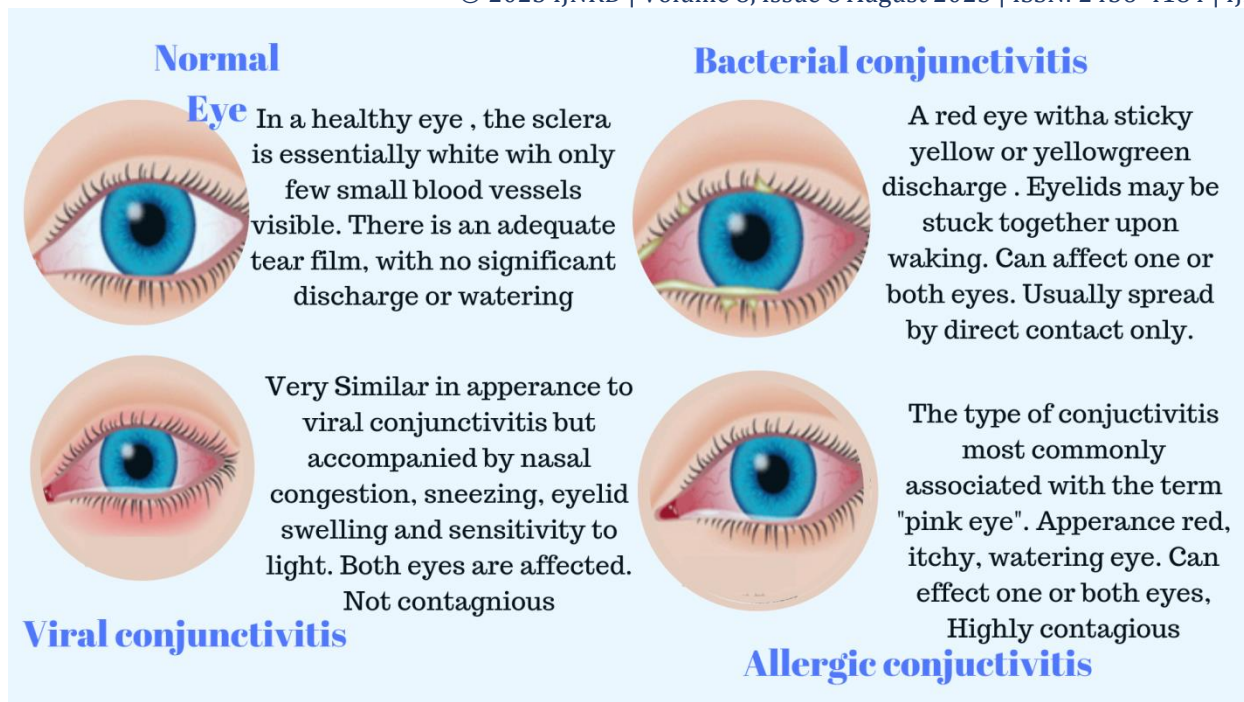 Normal
Eye
In a healthy eye , the sclera
is essentially white wih only
few small blood vessels
visible. There is an adequate
tear film, with no significant
discharge or watering
Bacterial conjunctivitis
A red eye witha sticky
yellow or yellowgreen
discharge . Eyelids may be
stuck together upon
waking. Can affect one or
both eyes. Usually spread
by direct contact only.
Very Similar in apperance to
viral conjunctivitis but
accompanied by nasal
congestion, sneezing, eyelid
swelling and sensitivity to
light. Both eyes are affected.
Not contagnious
Viral conjunctivitis
The type of conjuctivitis
most commonly
associated with the term
"pink eye". Apperance red,
itchy, watering eye. Can
effect one or both eyes,
Highly contagious
Allergic conjuctivitis